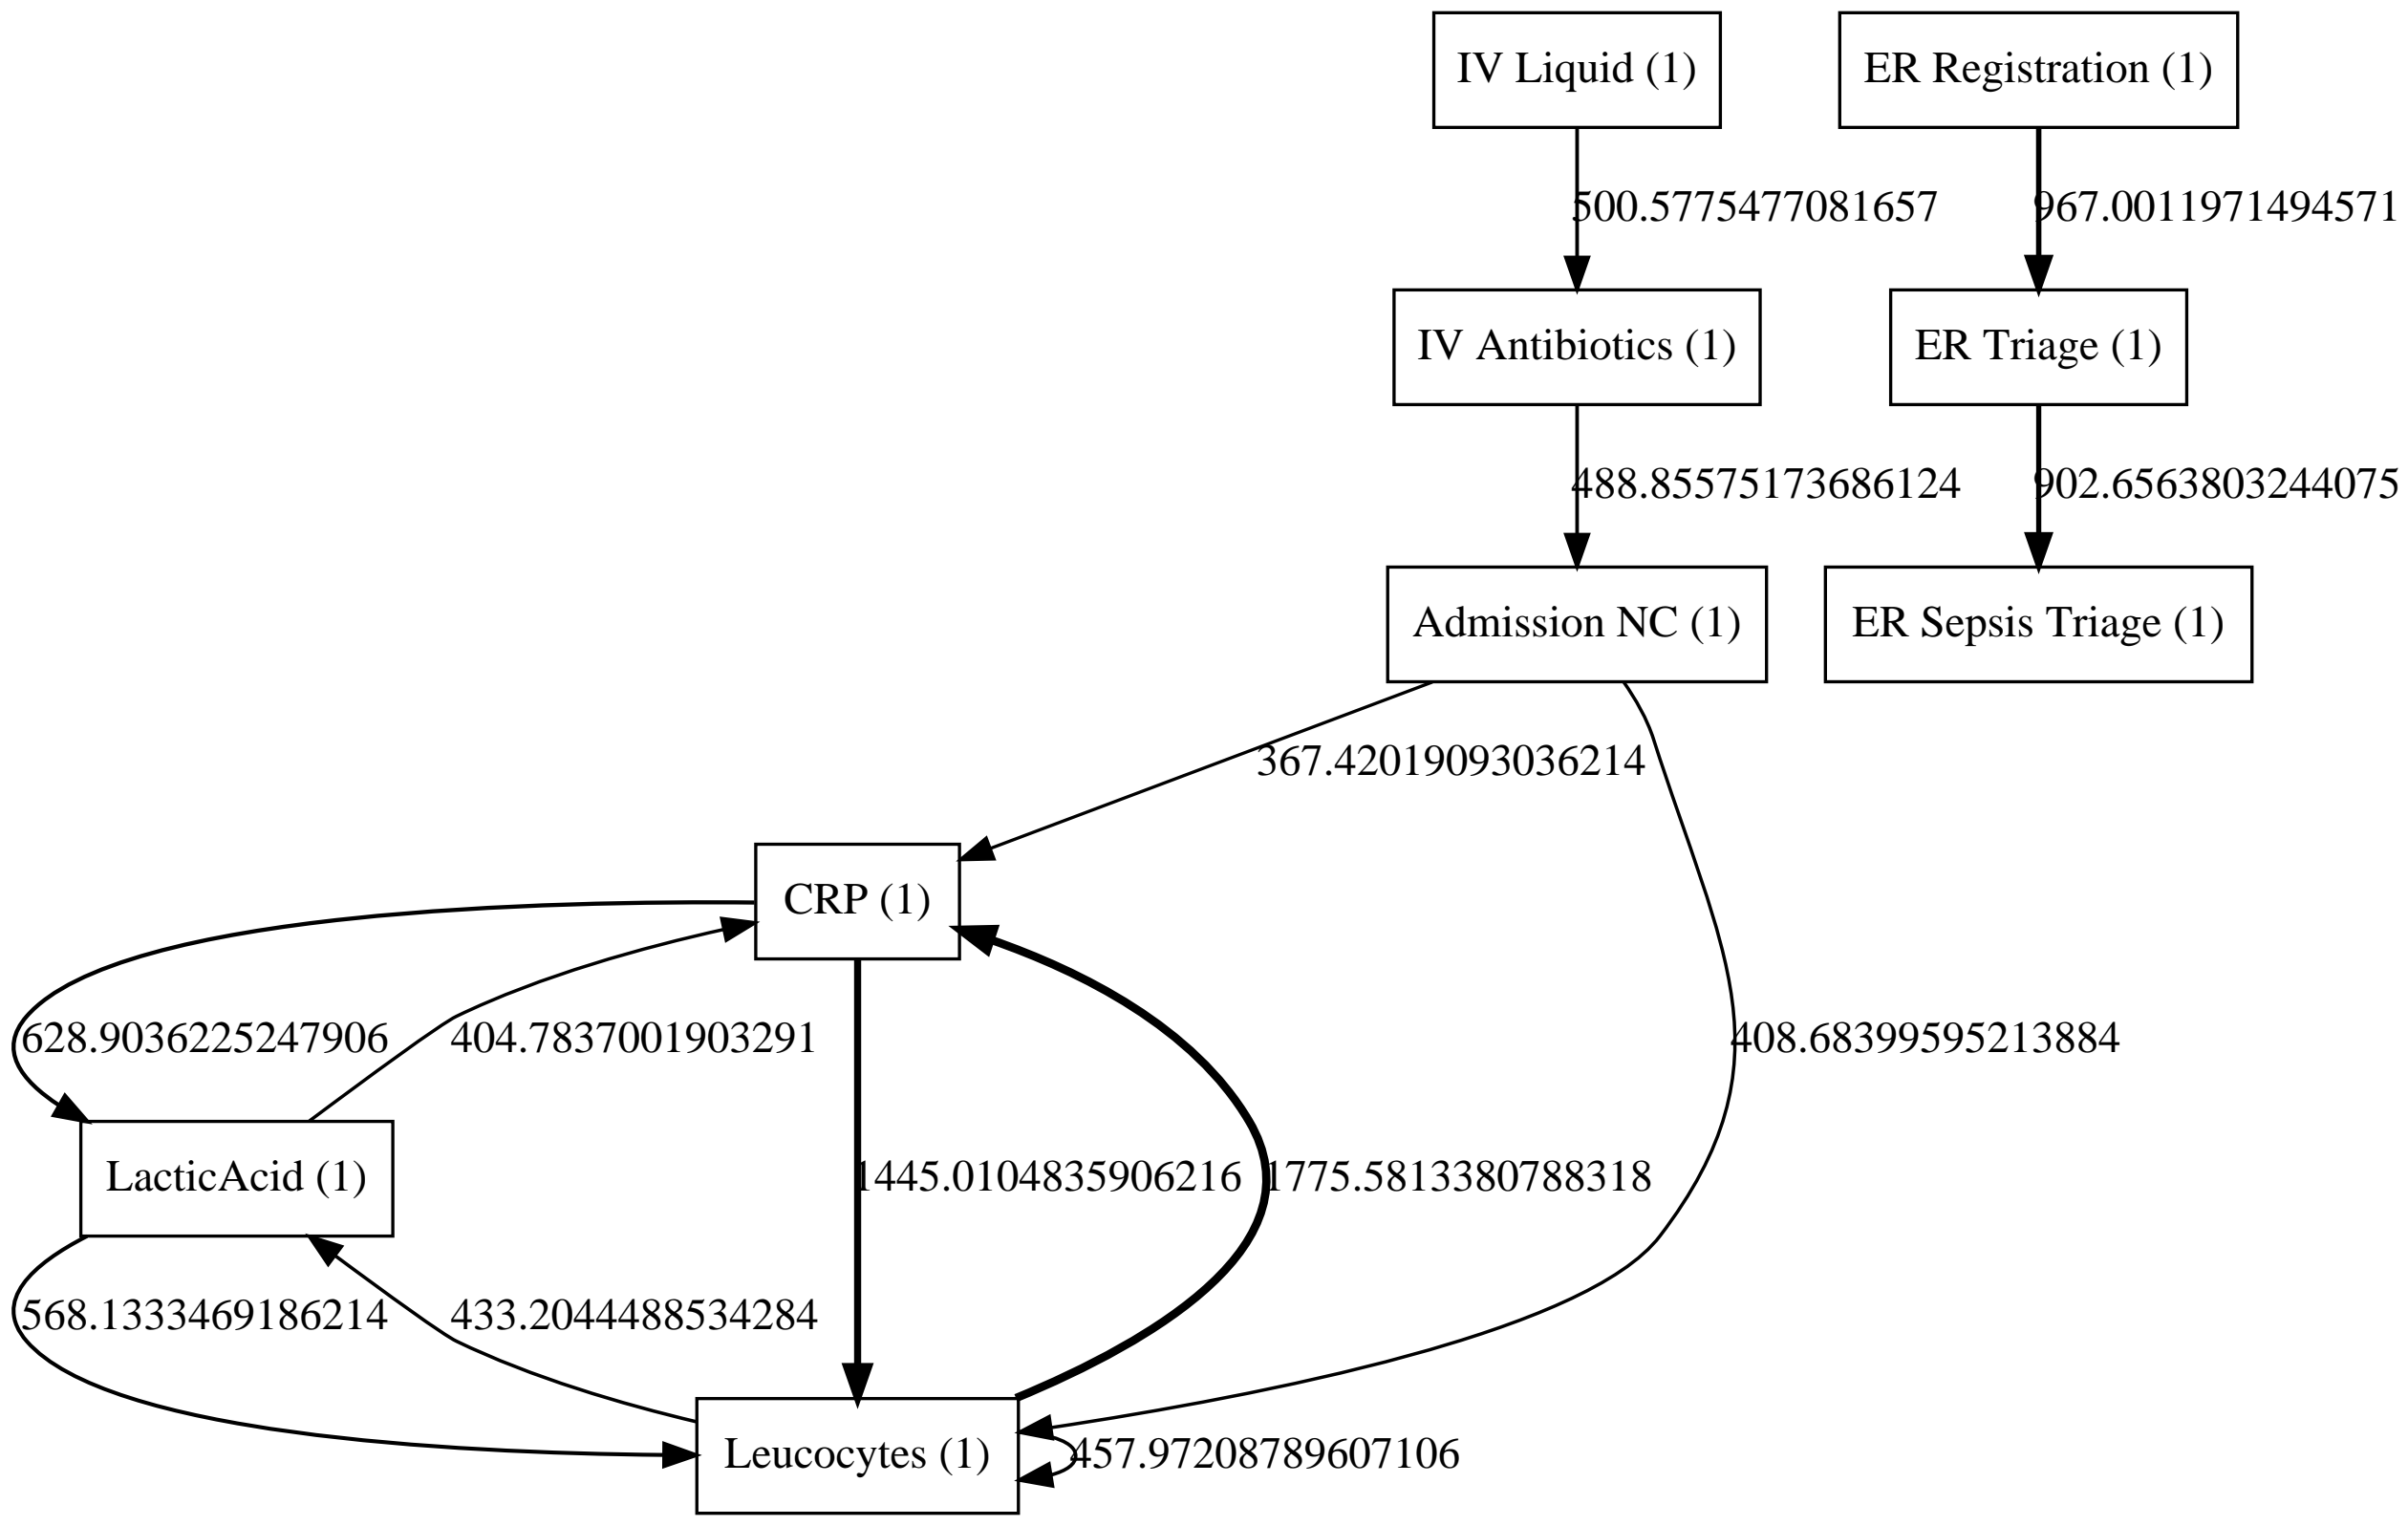 IV Liquid (1)
ER Registration (1)
500.5775477081657
967.0011971494571
IV Antibiotics (1)
ER Triage (1)
488.85575173686124
902.6563803244075
Admission NC (1)
ER Sepsis Triage (1)
367.42019093036214
CRP (1)
628.9036225247906
404.7837001903291
408.68399595213884
LacticAcid (1)
1445.0104835906216
1775.5813380788318
568.1333469186214
433.2044488534284
Leucocytes (1)
457.97208789607106